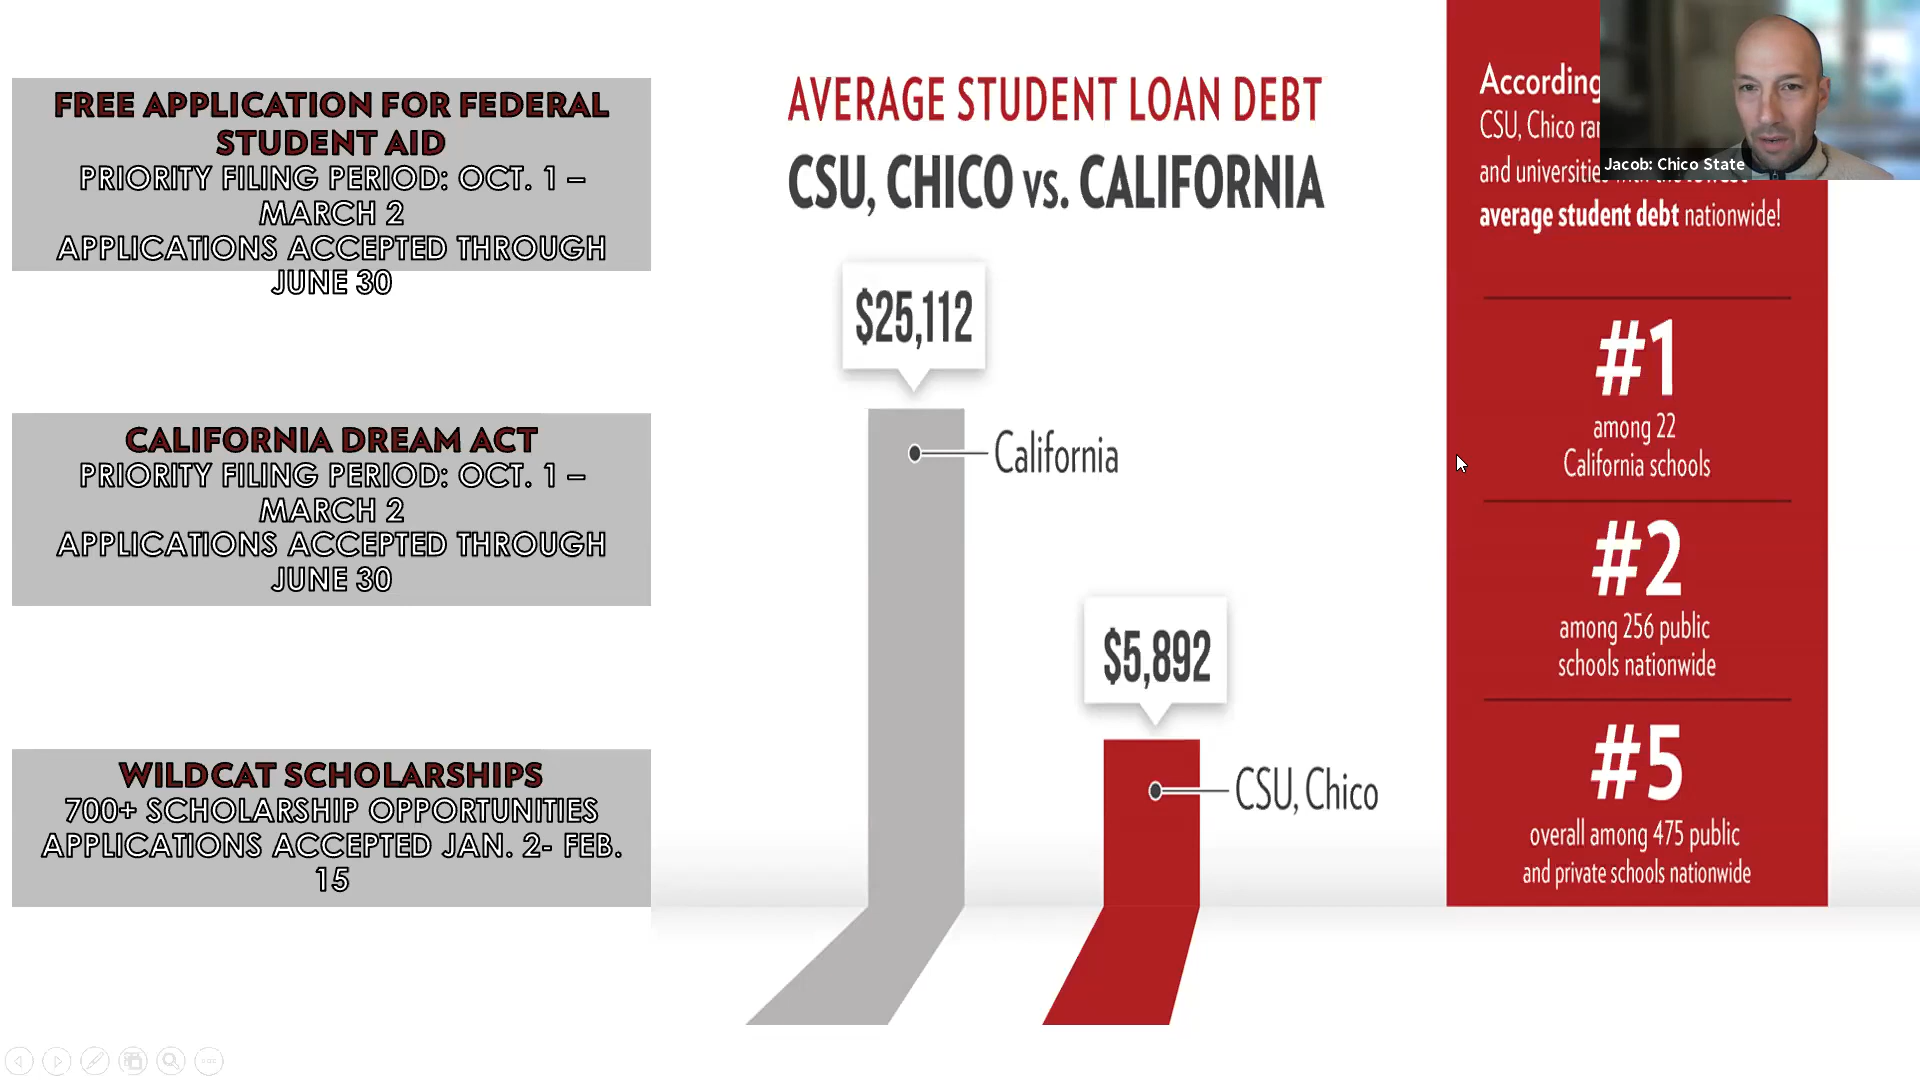 FREE APPLICATION FOR FEDERAL
STUDENT AID
PRIORITY FILING PERIOD: OCT. 1 –
MARCH 2
APPLICATIONS ACCEPTED THROUGH
JUNE 30
CALIFORNIA DREAM ACT
PRIORITY FILING PERIOD: OCT. 1 –
MARCH 2
APPLICATIONS ACCEPTED THROUGH
JUNE 30
WILDCAT SCHOLARSHIPS
700+ SCHOLARSHIP OPPORTUNITIES
APPLICATIONS ACCEPTED JAN. 2- FEB.
15
AVERAGE STUDENT LOAN DEBT
CSU, CHICO VS. CALIFORNIA
$25,112
California
$5,892
CSU, Chico
According
CSU, Chico
and
average student debt nationwide!
#1
among 22
California schools
#2
among 256 public
schools nationwide
#5
overall among 475 public
and private schools nationwide
Jacob: Chico State